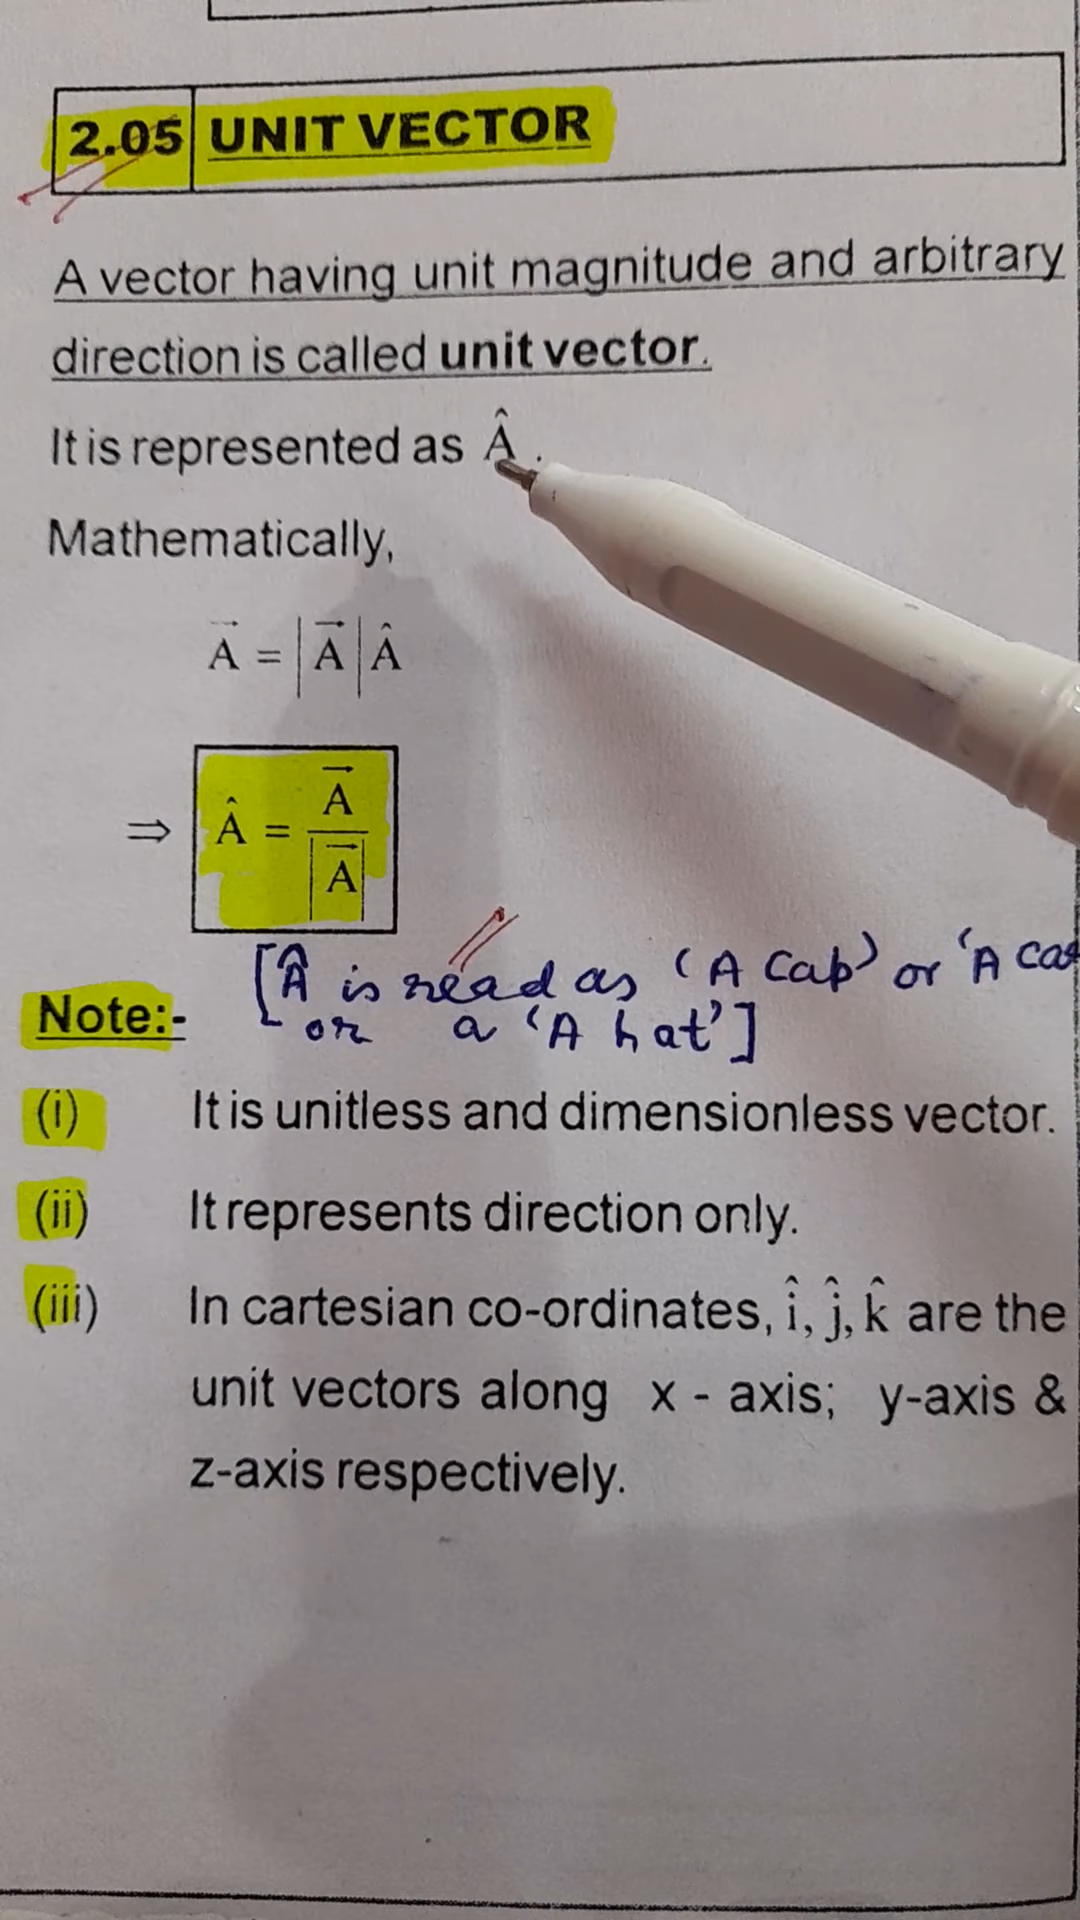 2.05 UNIT VECTOR
A vector having unit magnitude and arbitrary
direction is called unit vector.
It is represented as Â.
Mathematically,
A⃗ = |A⃗| Â
⇒ Â = A⃗ / |A⃗|
[Â is read as 'A Cap' or 'A
or a 'A hat']
Note:-
(i) It is unitless and dimensionless vector.
(ii) It represents direction only.
(iii) In cartesian co-ordinates, î, ĵ, k̂ are the
unit vectors along x - axis; y-axis &
z-axis respectively.